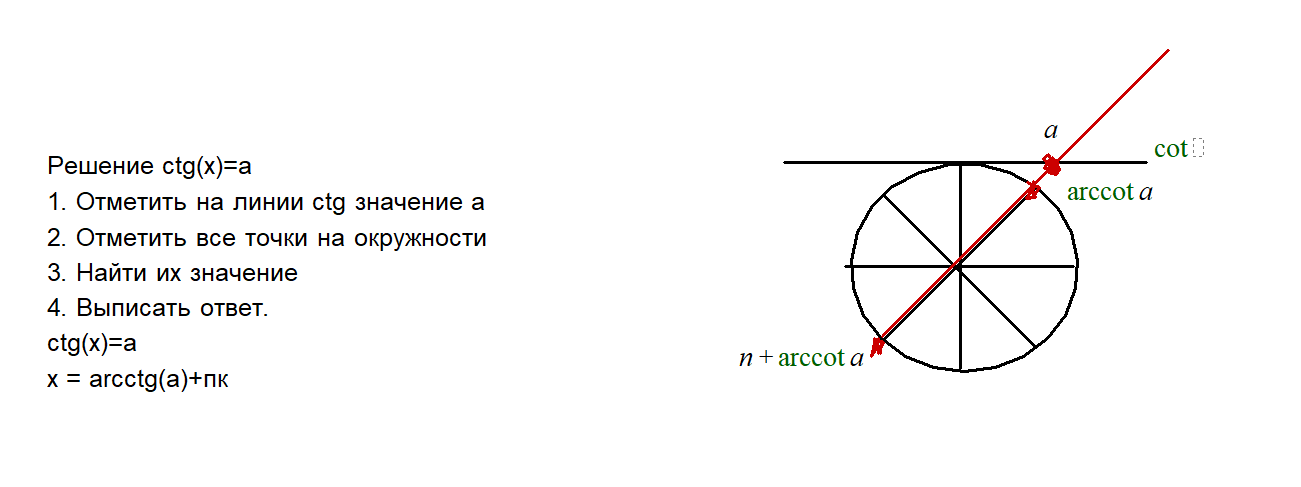 Решение ctg(x)=a
1. Отметить на линии ctg значение a
2. Отметить все точки на окружности
3. Найти их значение
4. Выписать ответ.
ctg(x)=a
x = arcctg(a)+пк
a
cot
arccot a
n + arccot a